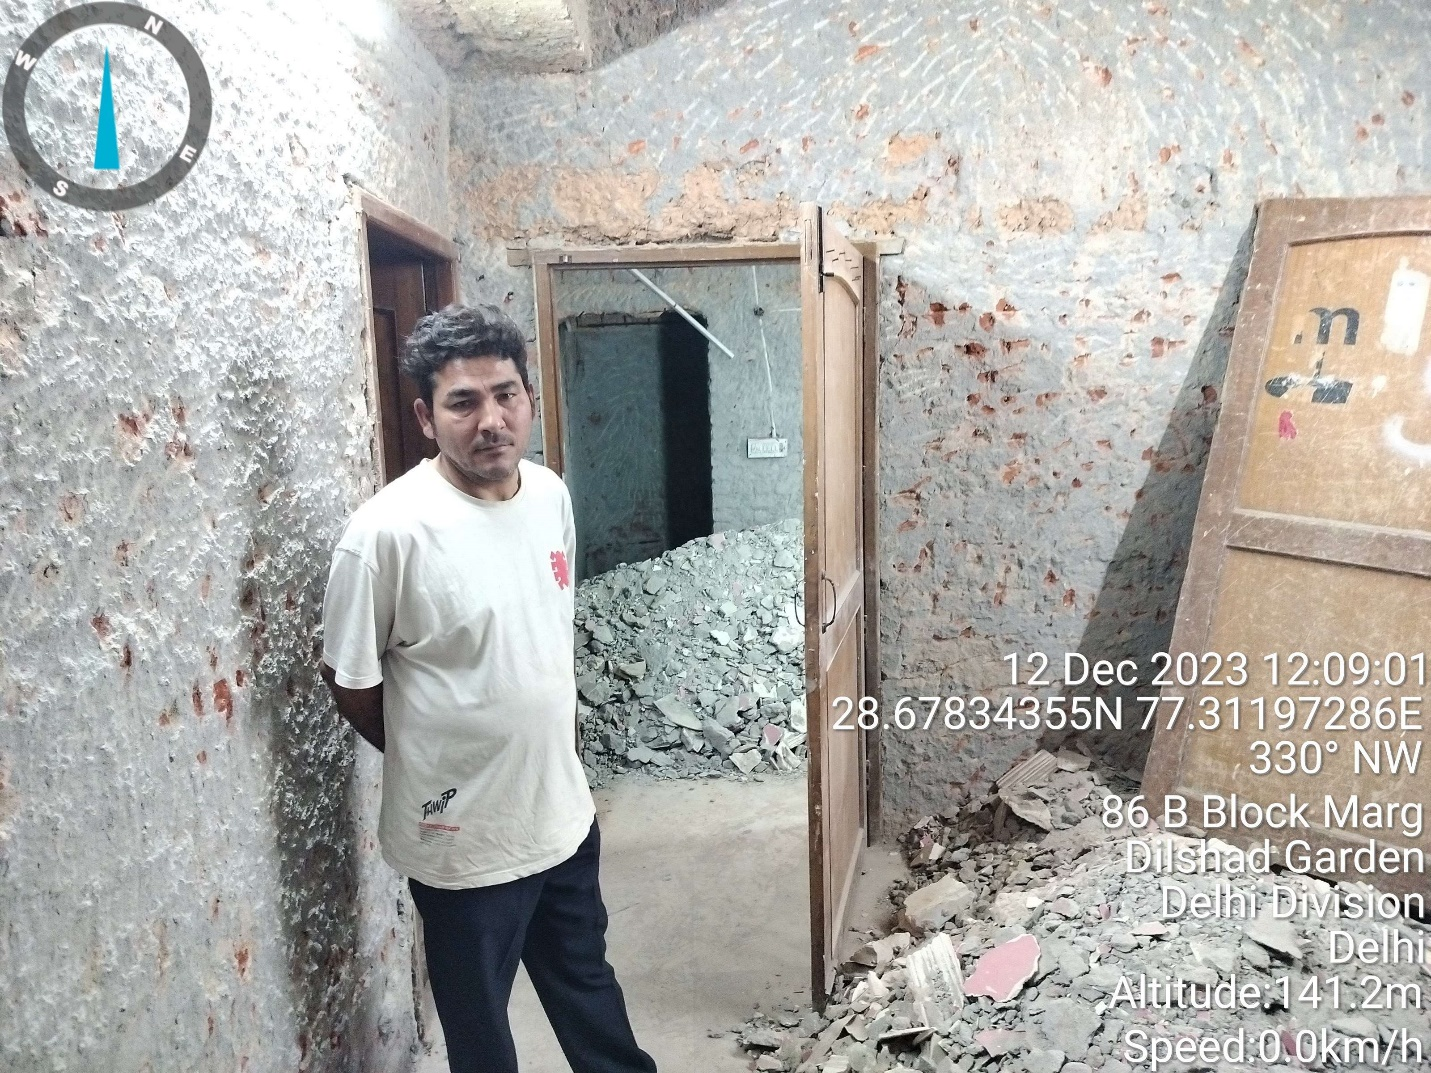 N
W
E
S
.m
TAWIP
12 Dec 2023 12:09:01
28.67834355N 77.31197286E
330° NW
86 B Block Marg
Dilshad Garden
Delhi Division
Delhi
Altitude:141.2m
Speed:0.0km/h